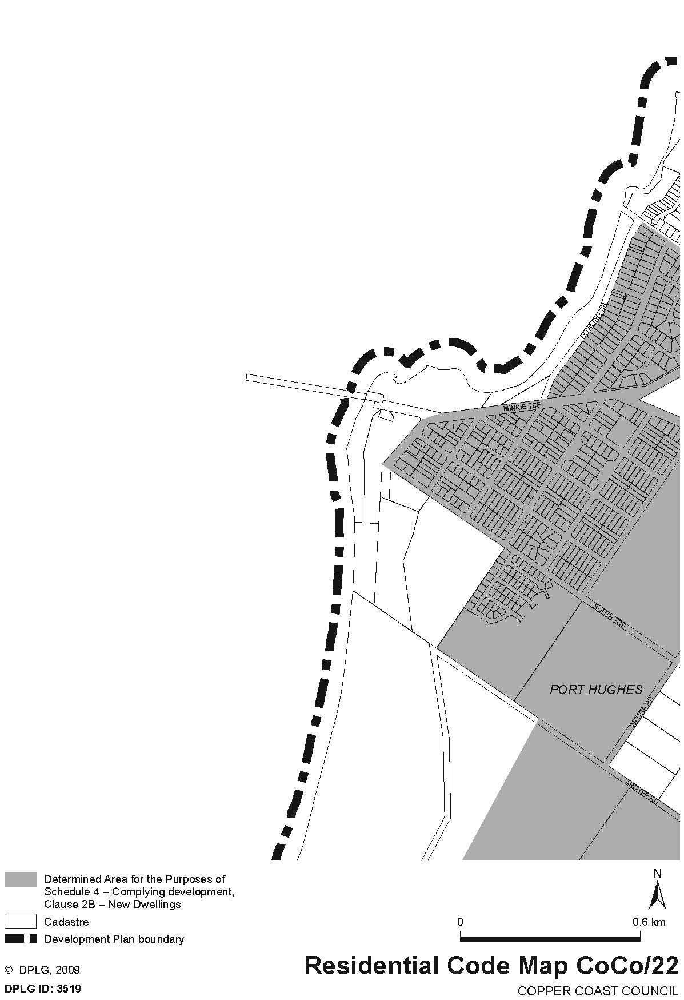 DOWLING DR
MINNIE TCE
SOUTH TCE
PORT HUGHES
WEDGE RD
ARCHER RD
Determined Area for the Purposes of
Schedule 4 – Complying development,
Clause 2B – New Dwellings
Cadastre
Development Plan boundary
N
0 0.6 km
© DPLG, 2009
DPLG ID: 3519
Residential Code Map CoCo/22
COPPER COAST COUNCIL